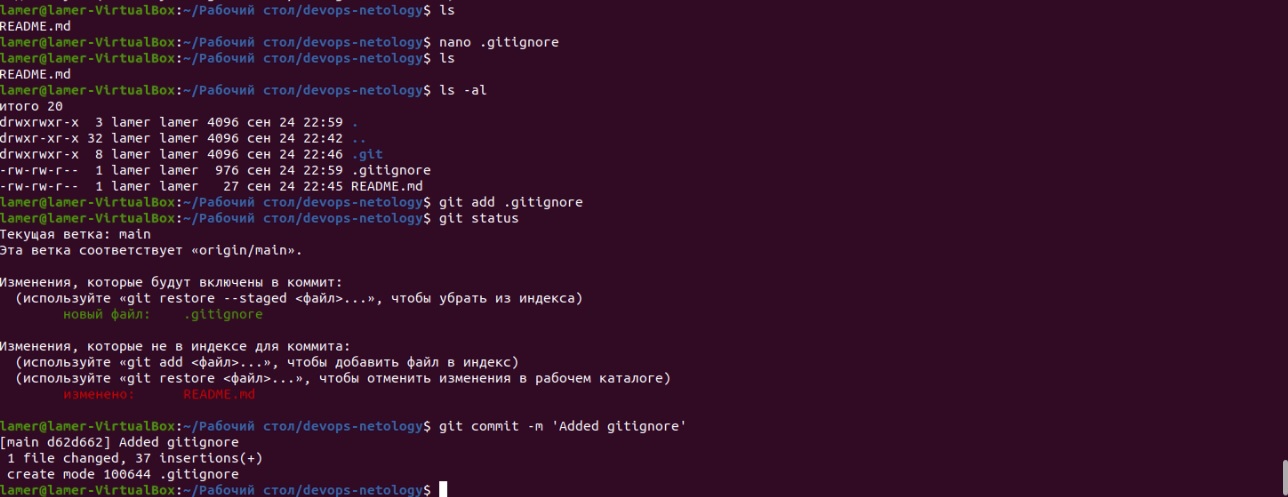 lamer@lamer-VirtualBox:~/Рабочий стол/devops-netology$ ls
README.md
lamer@lamer-VirtualBox:~/Рабочий стол/devops-netology$ nano .gitignore
lamer@lamer-VirtualBox:~/Рабочий стол/devops-netology$ ls
README.md
lamer@lamer-VirtualBox:~/Рабочий стол/devops-netology$ ls -al
итого 20
drwxrwxr-x  3 lamer lamer 4096 сен 24 22:59 .
drwxr-xr-x 32 lamer lamer 4096 сен 24 22:42 ..
drwxrwxr-x  8 lamer lamer 4096 сен 24 22:46 .git
-rw-rw-r--  1 lamer lamer  976 сен 24 22:59 .gitignore
-rw-rw-r--  1 lamer lamer   27 сен 24 22:45 README.md
lamer@lamer-VirtualBox:~/Рабочий стол/devops-netology$ git add .gitignore
lamer@lamer-VirtualBox:~/Рабочий стол/devops-netology$ git status
Текущая ветка: main
Эта ветка соответствует «origin/main».
Изменения, которые будут включены в коммит:
  (используйте «git restore --staged <файл>...», чтобы убрать из индекса)
        новый файл:    .gitignore
Изменения, которые не в индексе для коммита:
  (используйте «git add <файл>...», чтобы добавить файл в индекс)
  (используйте «git restore <файл>...», чтобы отменить изменения в рабочем каталоге)
        изменено:      README.md
lamer@lamer-VirtualBox:~/Рабочий стол/devops-netology$ git commit -m 'Added gitignore'
[main d62d662] Added gitignore
 1 file changed, 37 insertions(+)
 create mode 100644 .gitignore
lamer@lamer-VirtualBox:~/Рабочий стол/devops-netology$